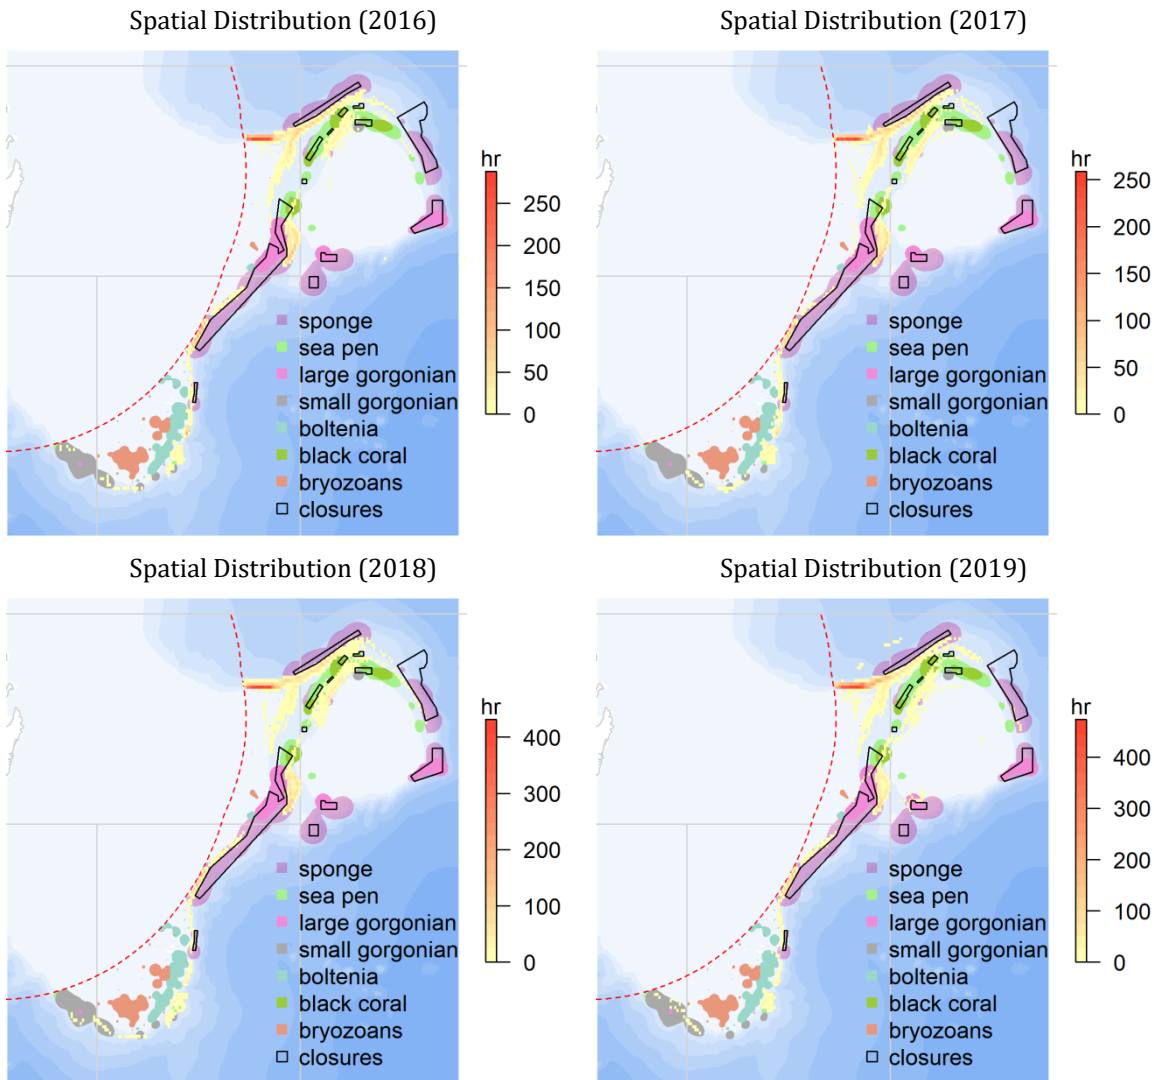 Spatial Distribution (2016)
hr
250
200
150
100
50
0
sponge
sea pen
large gorgonian
small gorgonian
boltenia
black coral
bryozoans
closures
Spatial Distribution (2017)
hr
250
200
150
100
50
0
sponge
sea pen
large gorgonian
small gorgonian
boltenia
black coral
bryozoans
closures
Spatial Distribution (2018)
hr
400
300
200
100
0
sponge
sea pen
large gorgonian
small gorgonian
boltenia
black coral
bryozoans
closures
Spatial Distribution (2019)
hr
400
300
200
100
0
sponge
sea pen
large gorgonian
small gorgonian
boltenia
black coral
bryozoans
closures